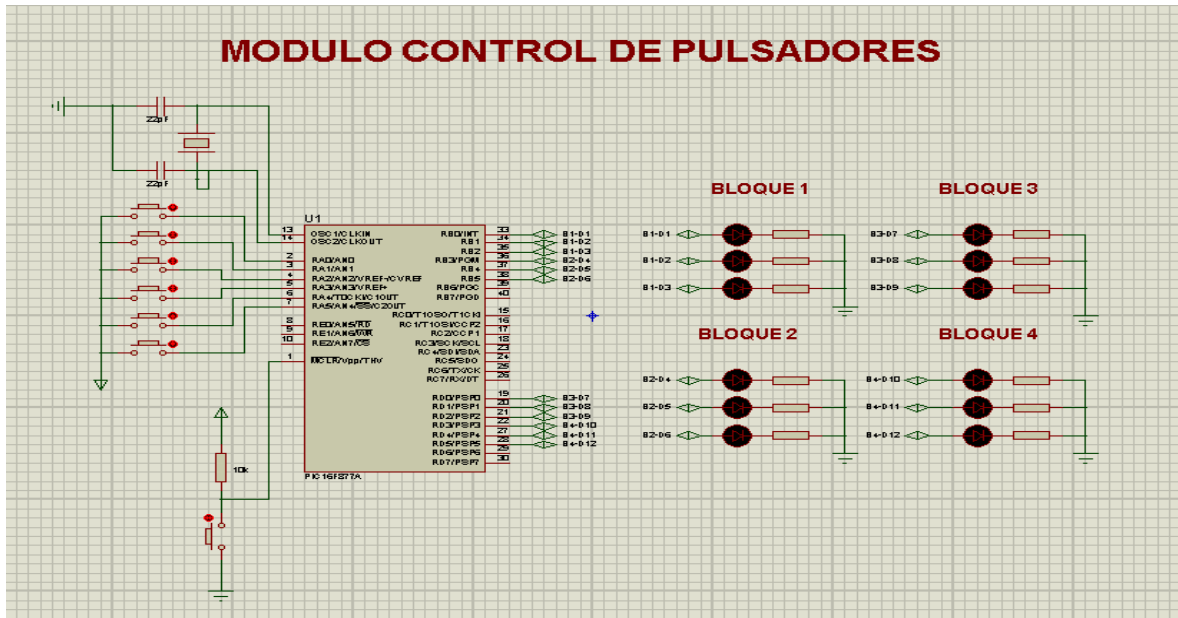 MODULO CONTROL DE PULSADORES
22pF
22pF
U1
13 OSC1/CLKIN
14 OSC2/CLKOUT
2 RA0/AN0
3 RA1/AN1
4 RA2/AN2/VREF-/CVREF
5 RA3/AN3/VREF+
6 RA4/T0CKI/C1OUT
7 RA5/AN4/SS/C2OUT
8 RE0/AN5/RD
9 RE1/AN6/WR
10 RE2/AN7/CS
1 MCLR/Vpp/THV
RB0/INT 33 B1-D1
RB1 34 B1-D2
RB2 35 B1-D3
RB3/PGM 36 B2-D4
RB4 37 B2-D5
RB5 38 B2-D6
RB6/PGC 39
RB7/PGD 40
RC0/T1OSO/T1CKI 15
RC1/T1OSI/CCP2 16
RC2/CCP1 17
RC3/SCK/SCL 18
RC4/SDI/SDA 23
RC5/SDO 24
RC6/TX/CK 25
RC7/RX/DT 26
RD0/PSP0 19 B3-D7
RD1/PSP1 20 B3-D8
RD2/PSP2 21 B3-D9
RD3/PSP3 22 B4-D10
RD4/PSP4 27 B4-D11
RD5/PSP5 28 B4-D12
RD6/PSP6 29
RD7/PSP7 30
PIC16F877A
10k
BLOQUE 1
B1-D1
B1-D2
B1-D3
BLOQUE 3
B3-D7
B3-D8
B3-D9
BLOQUE 2
B2-D4
B2-D5
B2-D6
BLOQUE 4
B4-D10
B4-D11
B4-D12